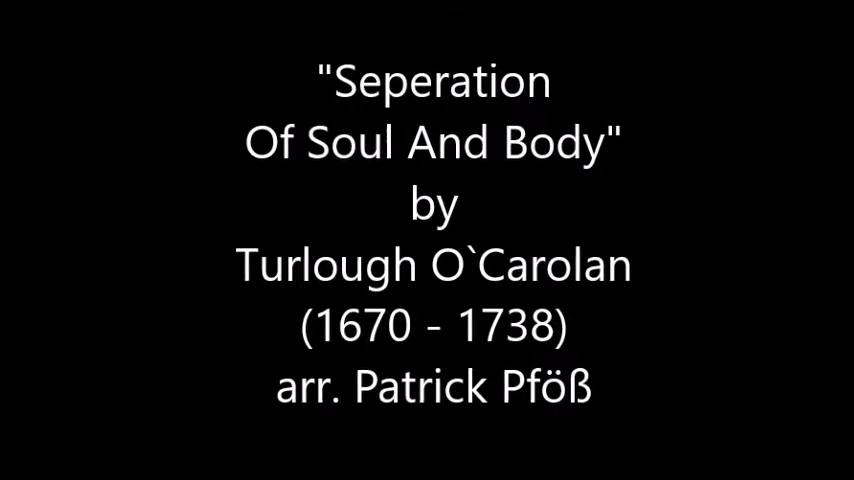 "Seperation
Of Soul And Body"
by
Turlough O`Carolan
(1670 - 1738)
arr. Patrick Pföß